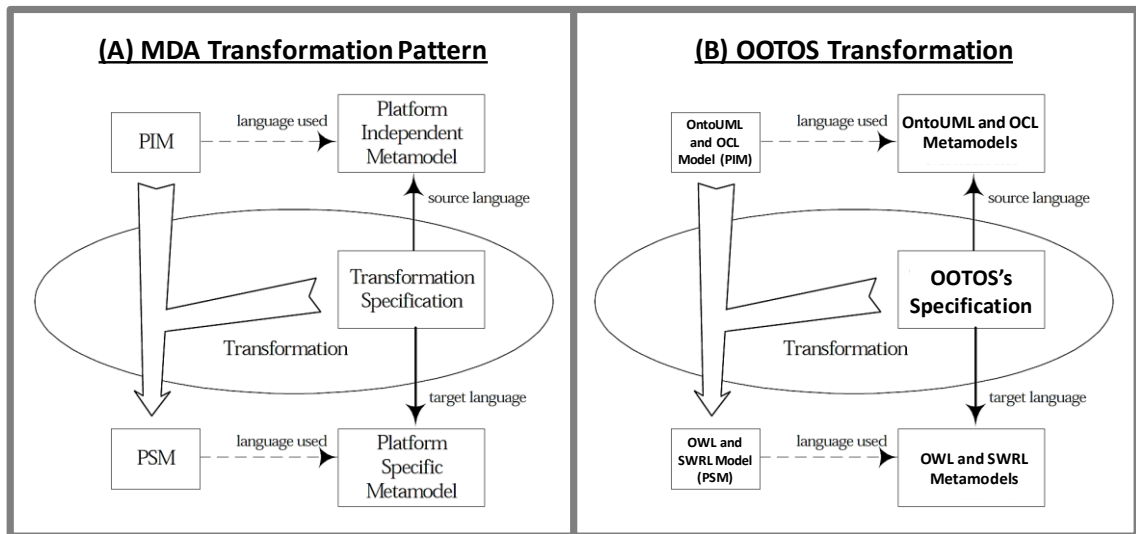 (A) MDA Transformation Pattern
PIM
language used
Platform
Independent
Metamodel
source language
Transformation
Specification
Transformation
target language
PSM
language used
Platform
Specific
Metamodel
(B) OOTOS Transformation
OntoUML
and OCL
Model (PIM)
language used
OntoUML and OCL
Metamodels
source language
OOTOS's
Specification
Transformation
target language
OWL and
SWRL Model
(PSM)
language used
OWL and SWRL
Metamodels